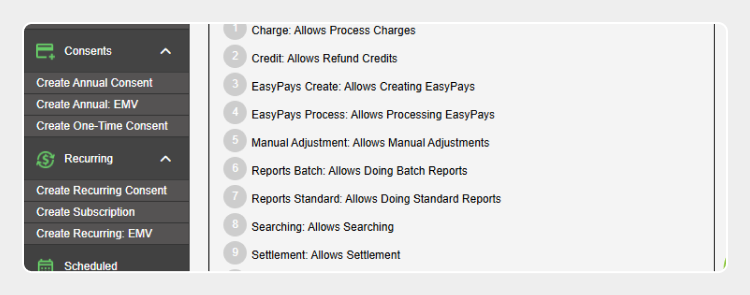 Consents
Create Annual Consent
Create Annual: EMV
Create One-Time Consent
Recurring
Create Recurring Consent
Create Subscription
Create Recurring: EMV
Scheduled
1 Charge: Allows Process Charges
2 Credit: Allows Refund Credits
3 EasyPays Create: Allows Creating EasyPays
4 EasyPays Process: Allows Processing EasyPays
5 Manual Adjustment: Allows Manual Adjustments
6 Reports Batch: Allows Doing Batch Reports
7 Reports Standard: Allows Doing Standard Reports
8 Searching: Allows Searching
9 Settlement: Allows Settlement